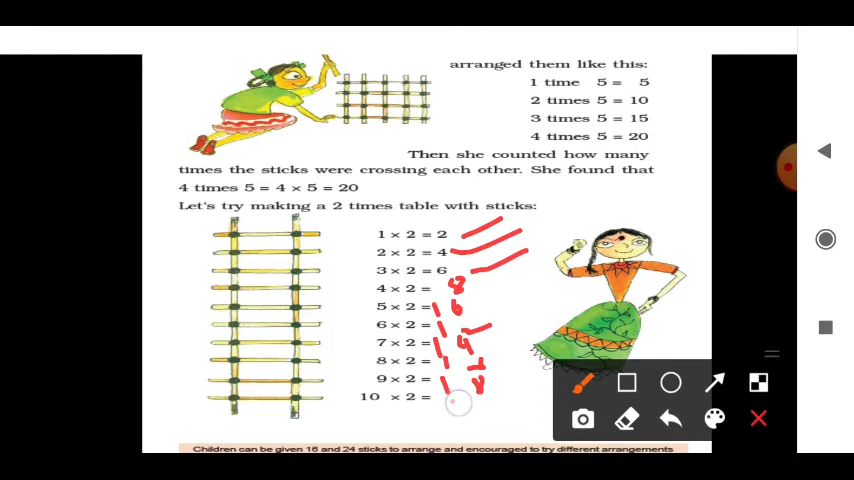 arranged them like this:
1 time 5 = 5
2 times 5 = 10
3 times 5 = 15
4 times 5 = 20
Then she counted how many
times the sticks were crossing each other. She found that
4 times 5 = 4 × 5 = 20
Let's try making a 2 times table with sticks:
1 × 2 = 2
2 × 2 = 4
3 × 2 = 6
4 × 2 = 8
5 × 2 =
6 × 2 =
7 × 2 =
8 × 2 =
9 × 2 =
10 × 2 =
Children can be given 16 and 24 sticks to arrange and encouraged to try different arrangements